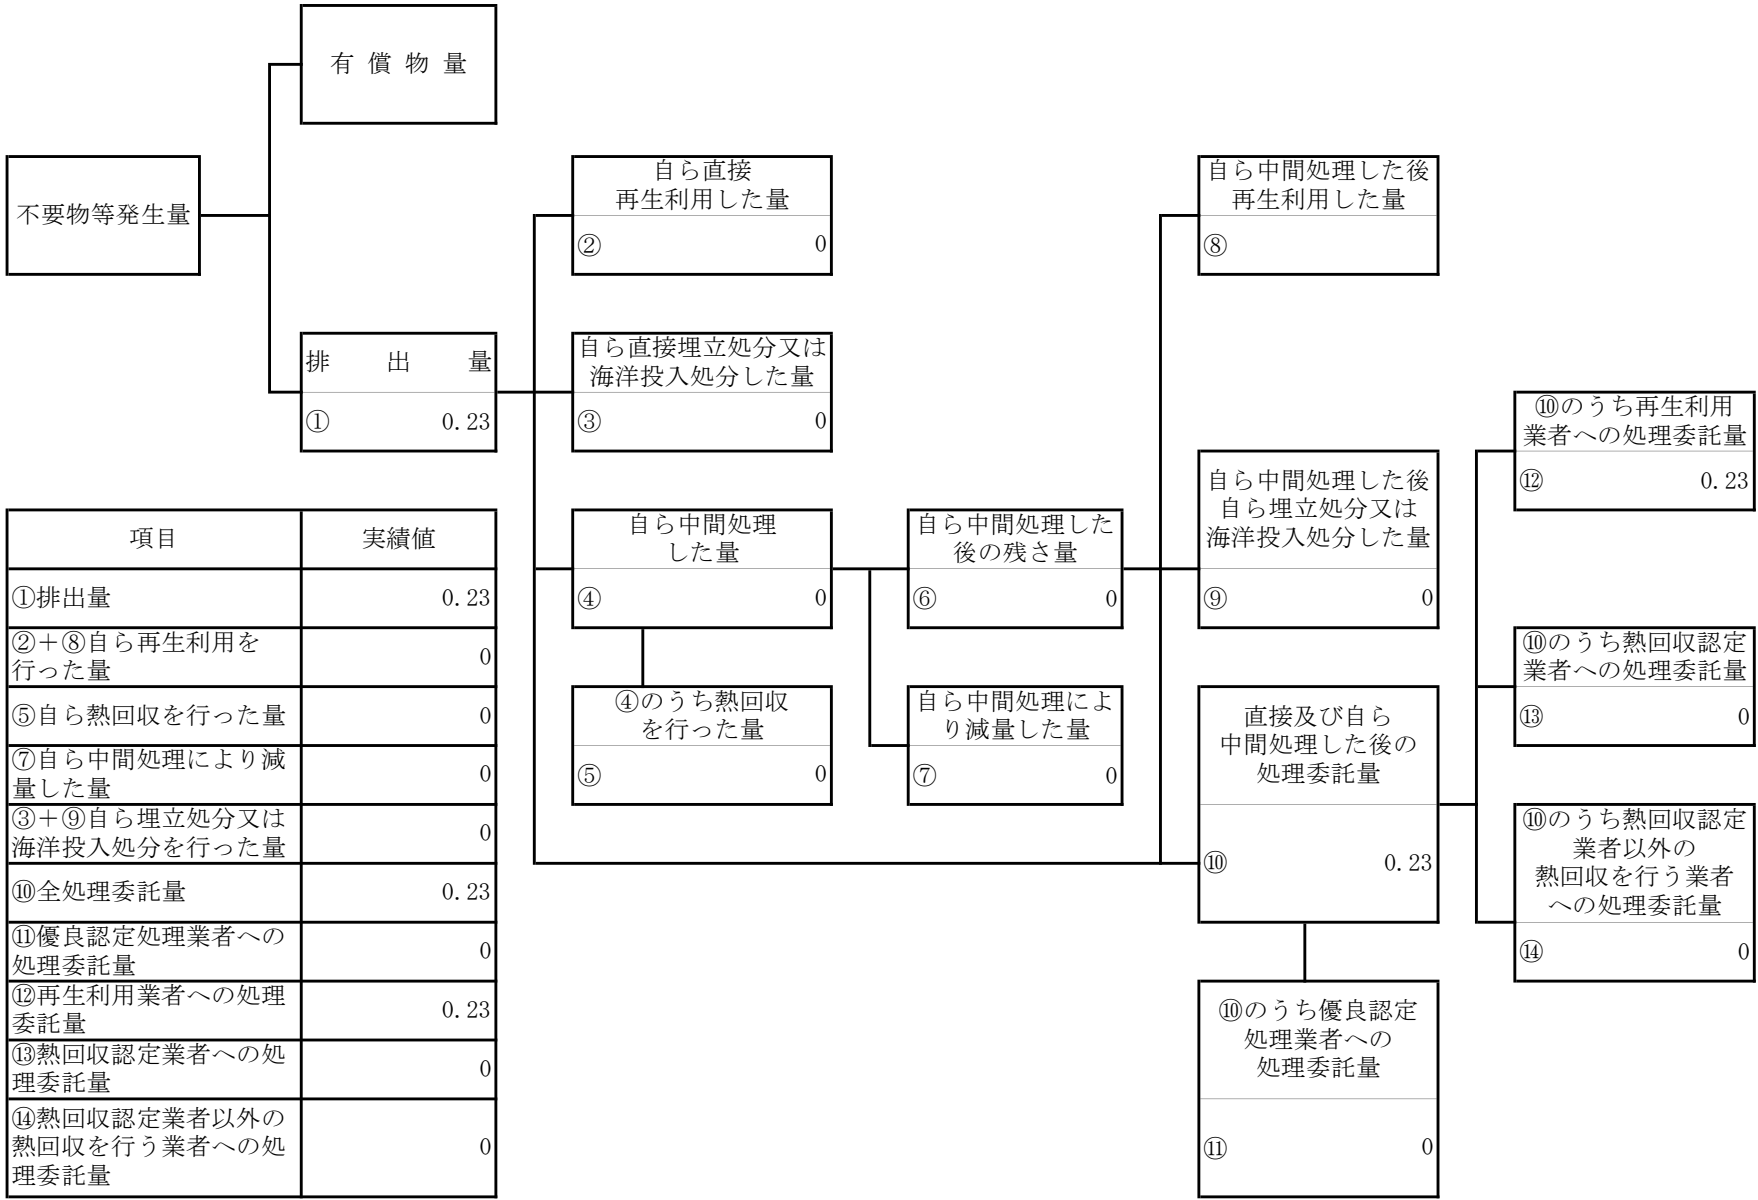 有償物量
不要物等発生量
排出量
① 0.23
自ら直接
再生利用した量
② 0
自ら直接埋立処分又は
海洋投入処分した量
③ 0
自ら中間処理
した量
④ 0
④のうち熱回収
を行った量
⑤ 0
自ら中間処理した
後の残さ量
⑥ 0
自ら中間処理によ
り減量した量
⑦ 0
自ら中間処理した後
再生利用した量
⑧
自ら中間処理した後
自ら埋立処分又は
海洋投入処分した量
⑨ 0
直接及び自ら
中間処理した後の
処理委託量
⑩ 0.23
⑩のうち優良認定
処理業者への
処理委託量
⑪ 0
⑩のうち再生利用
業者への処理委託量
⑫ 0.23
⑩のうち熱回収認定
業者への処理委託量
⑬ 0
⑩のうち熱回収認定
業者以外の
熱回収を行う業者
への処理委託量
⑭ 0
項目 実績値
①排出量 0.23
②＋⑧自ら再生利用を
行った量 0
⑤自ら熱回収を行った量 0
⑦自ら中間処理により減
量した量 0
③＋⑨自ら埋立処分又は
海洋投入処分を行った量 0
⑩全処理委託量 0.23
⑪優良認定処理業者への
処理委託量 0
⑫再生利用業者への処理
委託量 0.23
⑬熱回収認定業者への処
理委託量 0
⑭熱回収認定業者以外の
熱回収を行う業者への処 0
理委託量